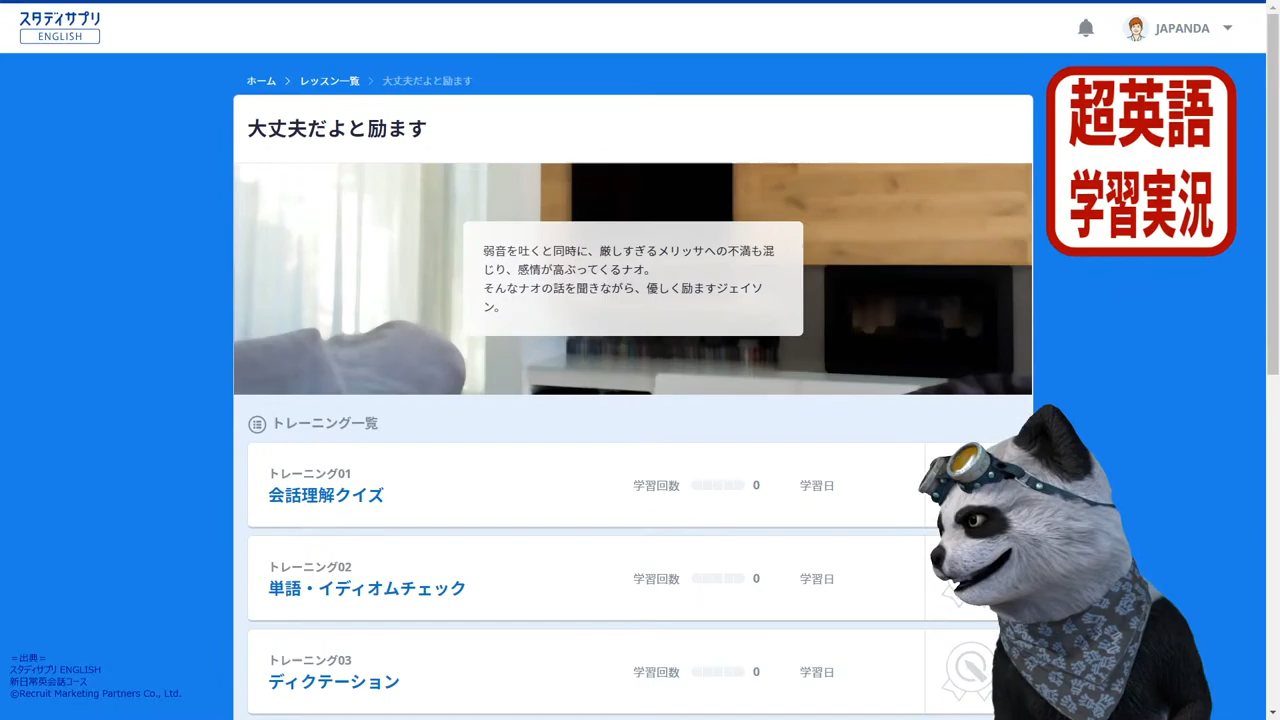 スタディサプリ
ENGLISH
JAPANDA
ホーム > レッスン一覧 > 大丈夫だよと励ます
大丈夫だよと励ます
超英語
学習実況
弱音を吐くと同時に、厳しすぎるメリッサへの不満も混
じり、感情が高ぶってくるナオ。
そんなナオの話を聞きながら、優しく励ますジェイソ
ン。
トレーニング一覧
トレーニング01
会話理解クイズ
学習回数 0 学習日
トレーニング02
単語・イディオムチェック
学習回数 0 学習日
トレーニング03
ディクテーション
学習回数 0 学習日
＝出典＝
スタディサプリ ENGLISH
新日常英会話コース
©Recruit Marketing Partners Co., Ltd.